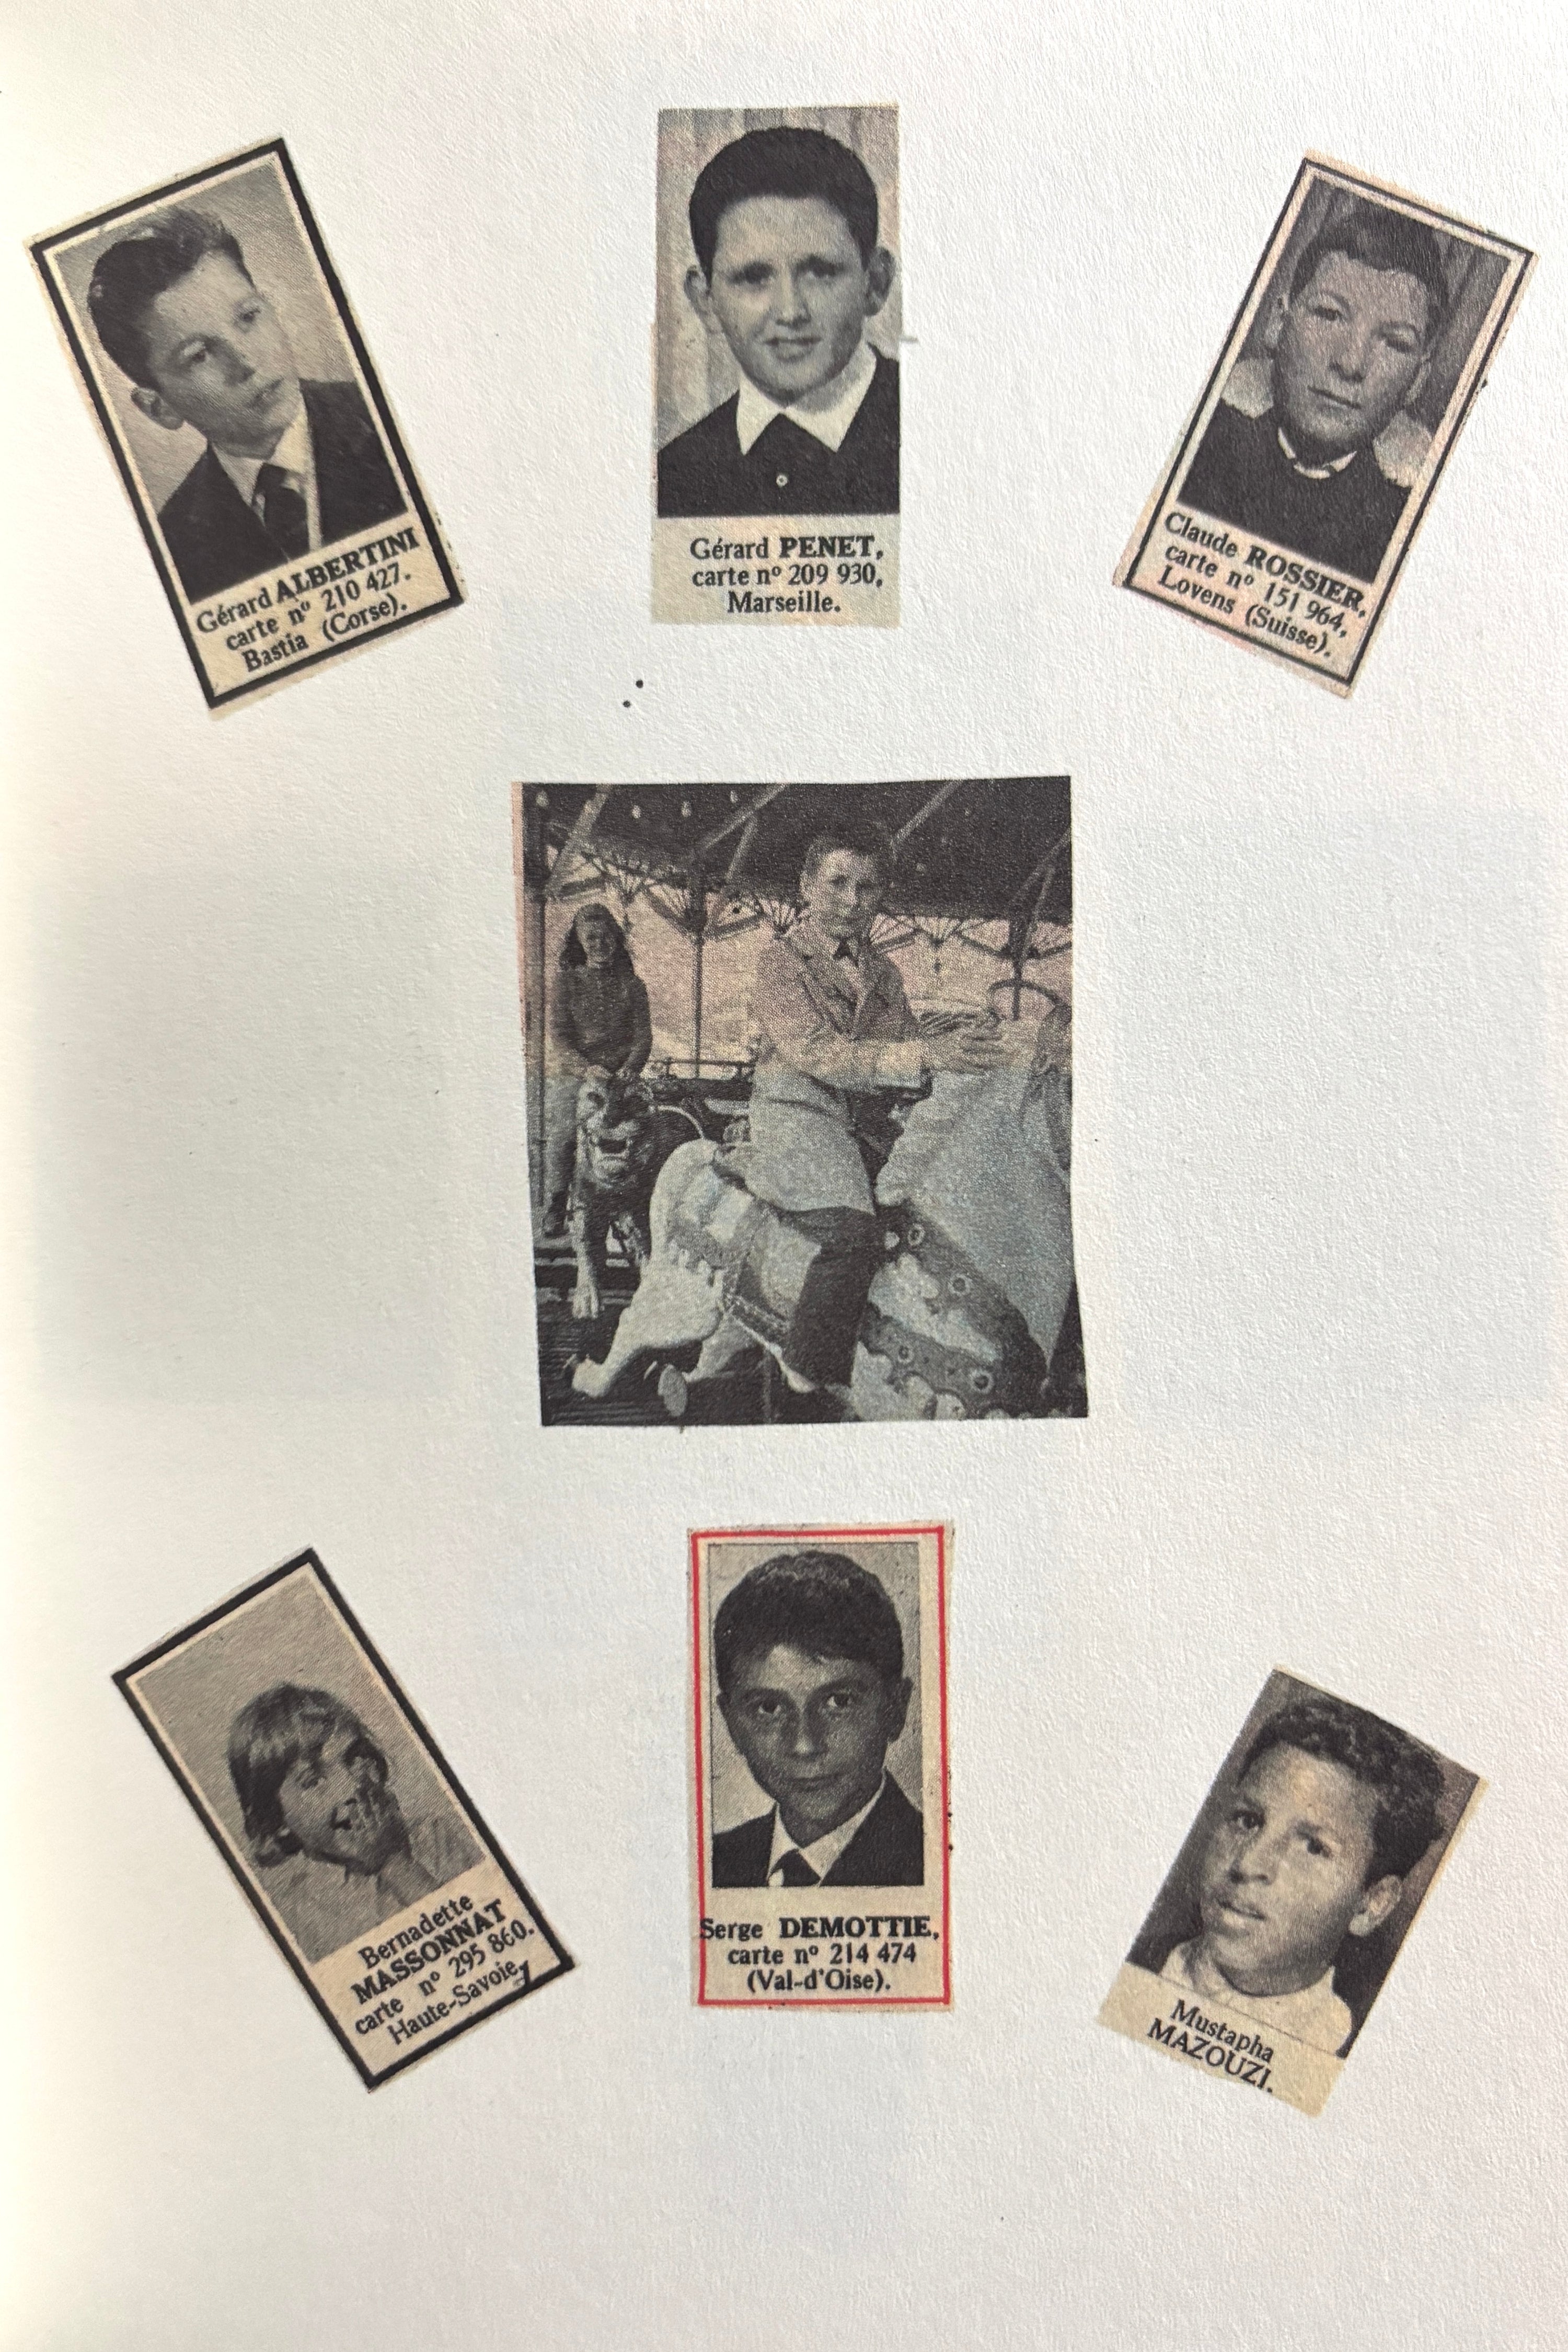 Gérard ALBERTINI
carte nº 210 427.
Bastia (Corse).
Gérard PENET,
carte nº 209 930,
Marseille.
Claude ROSSIER,
carte nº 151 964,
Lovens (Suisse).
Bernadette
MASSONNAT
carte nº 295 860.
Haute-Savoie
Serge DEMOTTIE,
carte nº 214 474
(Val-d'Oise).
Mustapha
MAZOUZI.